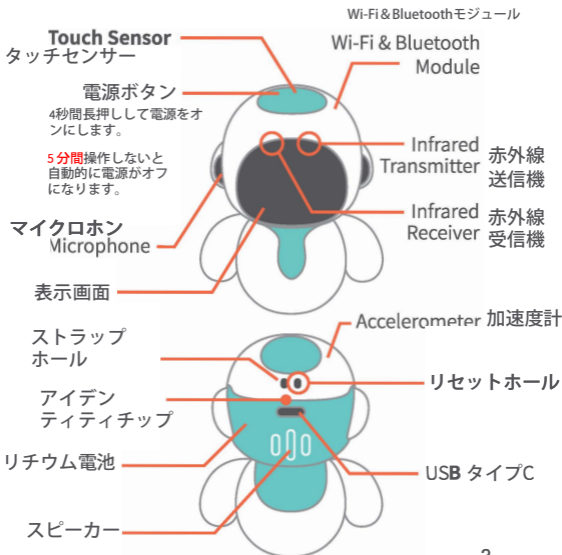 Wi-Fi＆Bluetoothモジュール
Touch Sensor
タッチセンサー
Wi-Fi & Bluetooth
Module
電源ボタン
4秒間長押しして電源をオ
ンにします。
5 分間操作しないと
自動的に電源がオフ
になります。
Infrared
Transmitter
赤外線
送信機
マイクロホン
Microphone
Infrared
Receiver
赤外線
受信機
表示画面
Accelerometer 加速度計
ストラップ
ホール
リセットホール
アイデン
ティティチップ
リチウム電池
USB タイプC
スピーカー